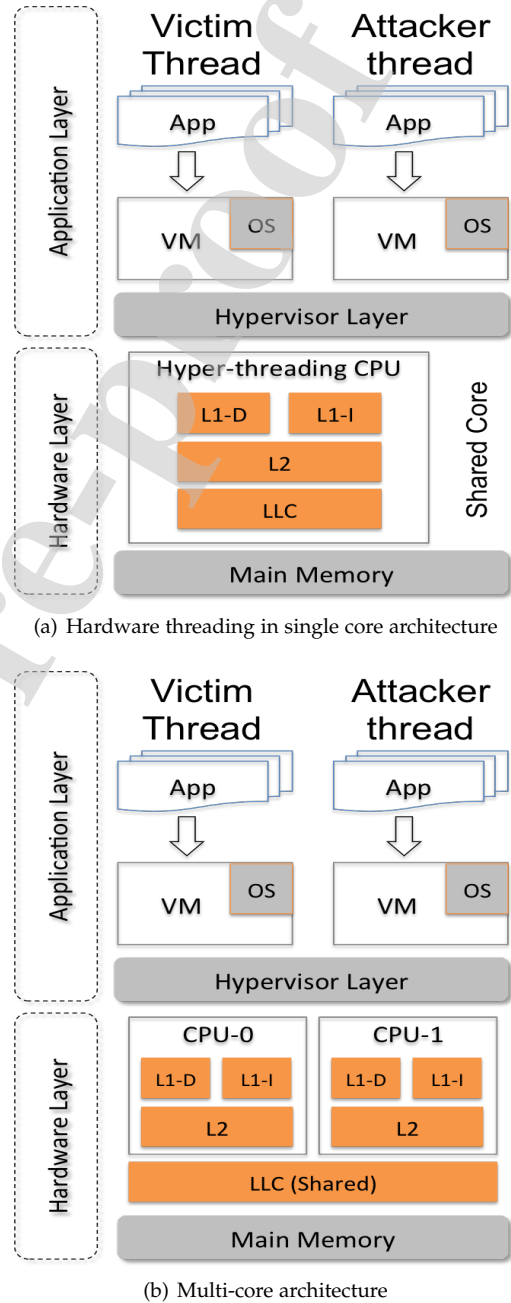 Victim Thread
Attacker thread
Application Layer
App
App
VM
OS
VM
OS
Hypervisor Layer
Hardware Layer
Hyper-threading CPU
L1-D
L1-I
L2
LLC
Shared Core
Main Memory
(a) Hardware threading in single core architecture
Victim Thread
Attacker thread
Application Layer
App
App
VM
OS
VM
OS
Hypervisor Layer
Hardware Layer
CPU-0
CPU-1
L1-D
L1-I
L1-D
L1-I
L2
L2
LLC (Shared)
Main Memory
(b) Multi-core architecture
re-proof